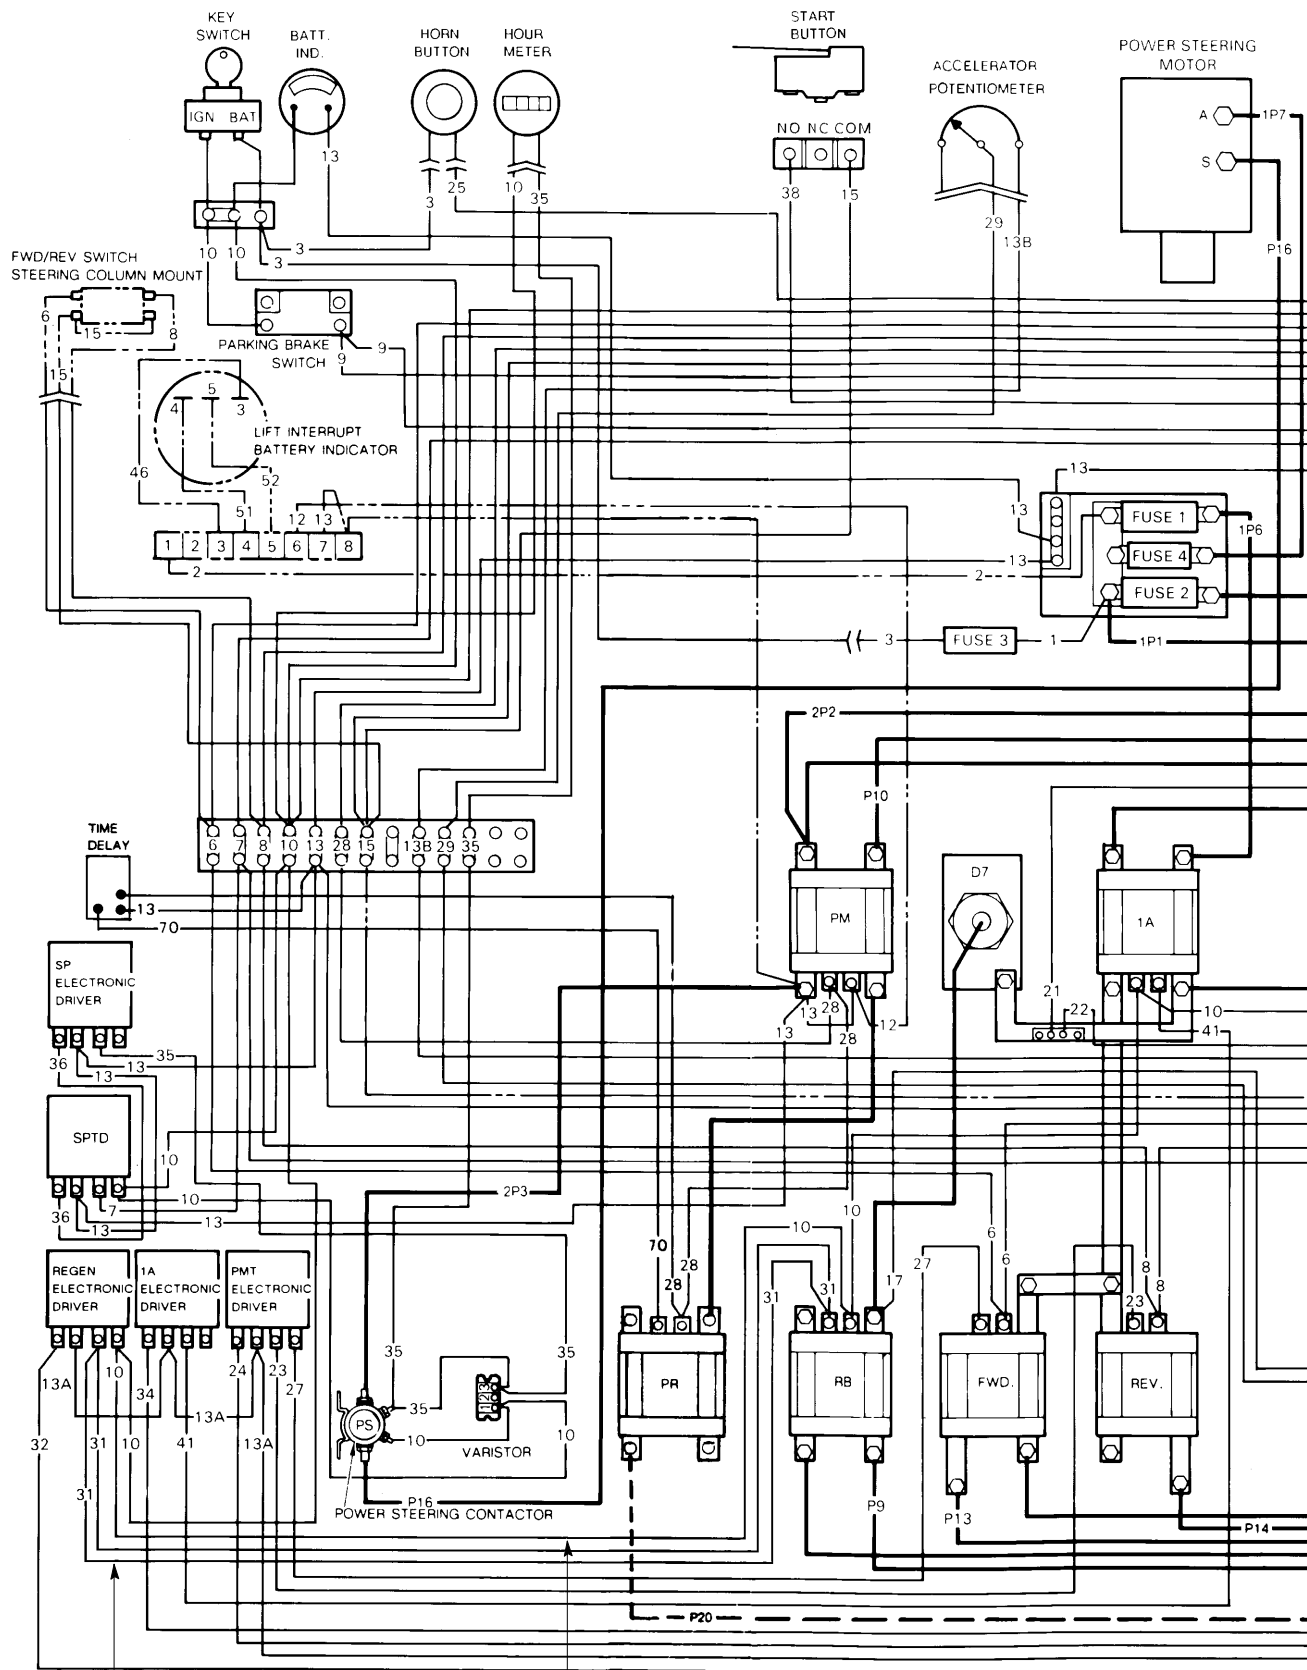 KEY
SWITCH
BATT.
IND.
HORN
BUTTON
HOUR
METER
START
BUTTON
ACCELERATOR
POTENTIOMETER
POWER STEERING
MOTOR
IGN BAT
NO NC COM
A
1P7
S
13
3
25
10
35
38
15
29
13B
P16
10
10
3
3
FWD/REV SWITCH
STEERING COLUMN MOUNT
6
15
8
PARKING BRAKE
SWITCH
9
9
15
5
4
3
LIFT INTERRUPT
BATTERY INDICATOR
46
52
51
12
13
1 2 3 4 5 6 7 8
2
2
13
13
13
FUSE 1
FUSE 4
FUSE 2
1P6
3
FUSE 3
1
1P1
2P2
P10
TIME
DELAY
13
70
6 7 8 10 13 28 15 13B 29 35
PM
D7
1A
SP
ELECTRONIC
DRIVER
36
35
13
13
13
13
28
28
12
21
22
10
41
SPTD
10
10
36
7
13
13
2P3
10
10
17
27
6
6
8
8
23
70
28
28
31
31
REGEN
ELECTRONIC
DRIVER
1A
ELECTRONIC
DRIVER
PMT
ELECTRONIC
DRIVER
13A
10
34
13A
24
23
27
32
31
10
41
13A
31
35
35
35
10
10
PS
3
2
1
VARISTOR
P16
POWER STEERING CONTACTOR
PR
RB
FWD.
REV.
P9
P13
P14
P20